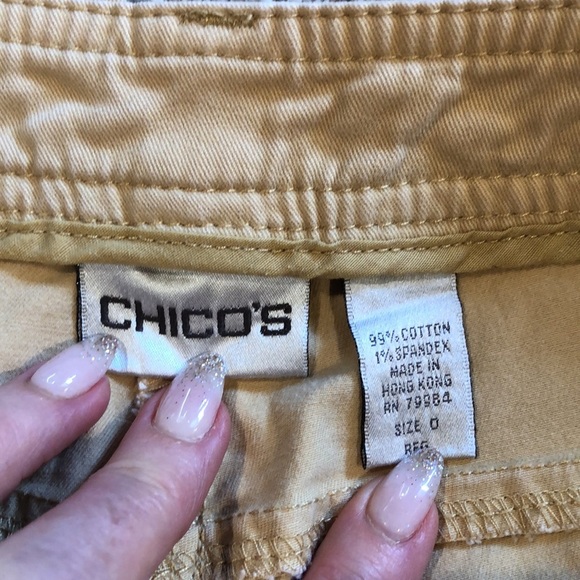 CHICO'S
99% COTTON
1% SPANDEX
MADE IN
HONG KONG
RN 79984
SIZE 0
REG